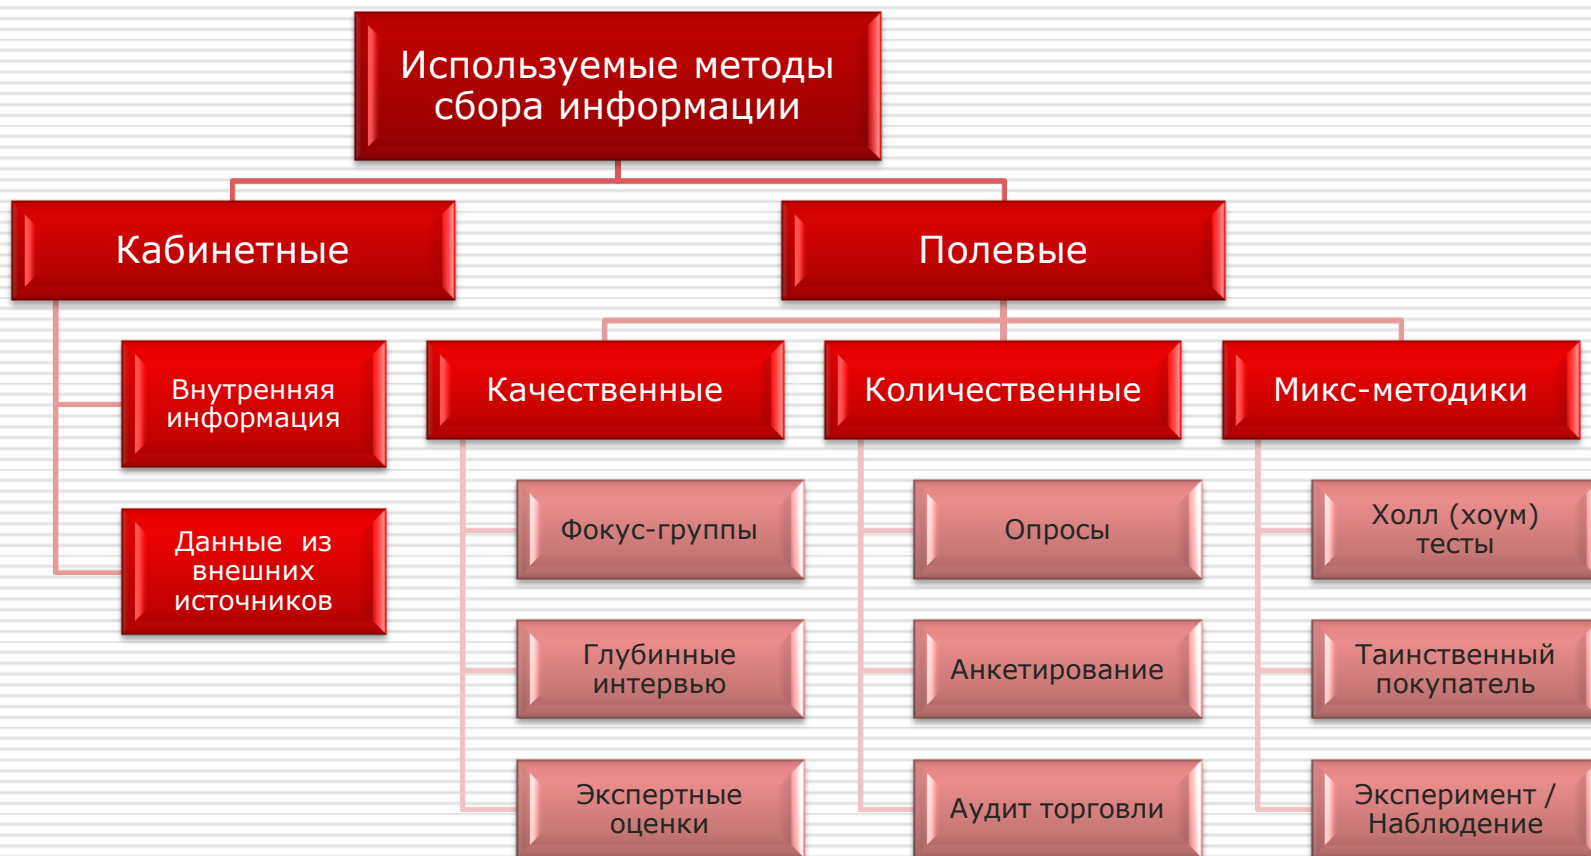 Используемые методы
сбора информации
Кабинетные
Полевые
Внутренняя
информация
Данные из
внешних
источников
Качественные
Количественные
Микс-методики
Фокус-группы
Глубинные
интервью
Экспертные
оценки
Опросы
Анкетирование
Аудит торговли
Холл (хоум)
тесты
Таинственный
покупатель
Эксперимент /
Наблюдение